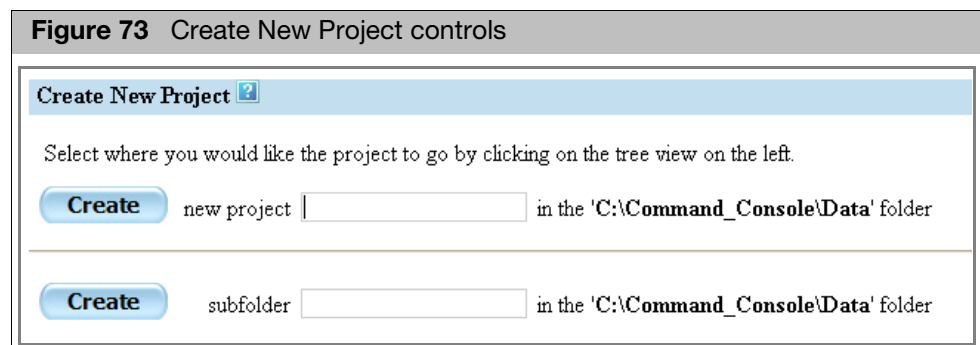 Figure 73 Create New Project controls
Create New Project ?
Select where you would like the project to go by clicking on the tree view on the left.
Create new project in the 'C:\Command_Console\Data' folder
Create subfolder in the 'C:\Command_Console\Data' folder